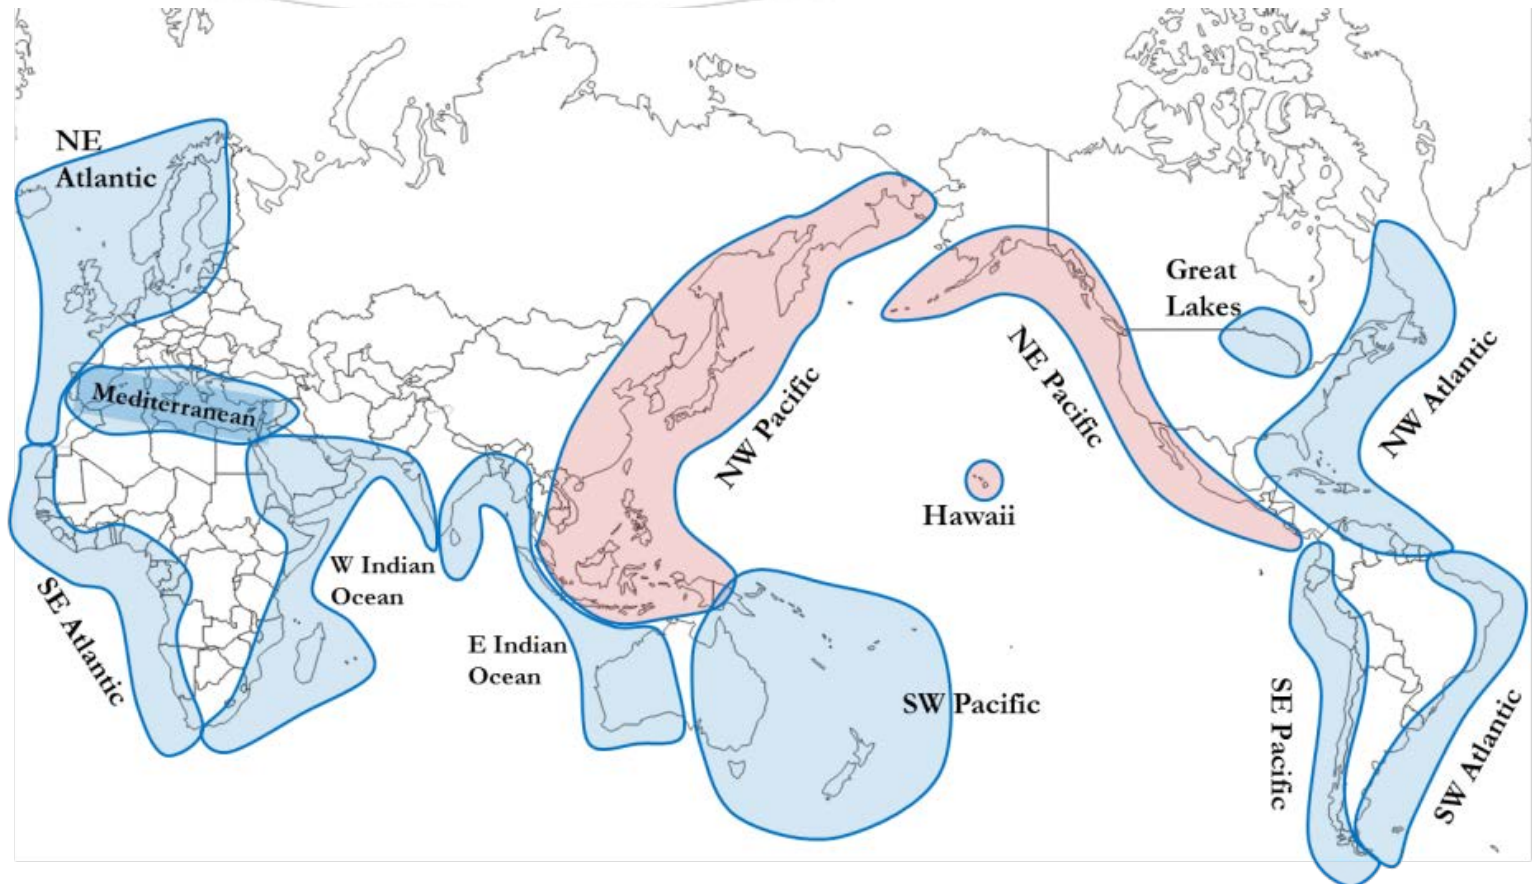 NE
Atlantic
Great
Lakes
Mediterranean
NW Pacific
NE Pacific
NW Atlantic
Hawaii
W Indian
Ocean
SE Atlantic
E Indian
Ocean
SW Pacific
SE Pacific
SW Atlantic